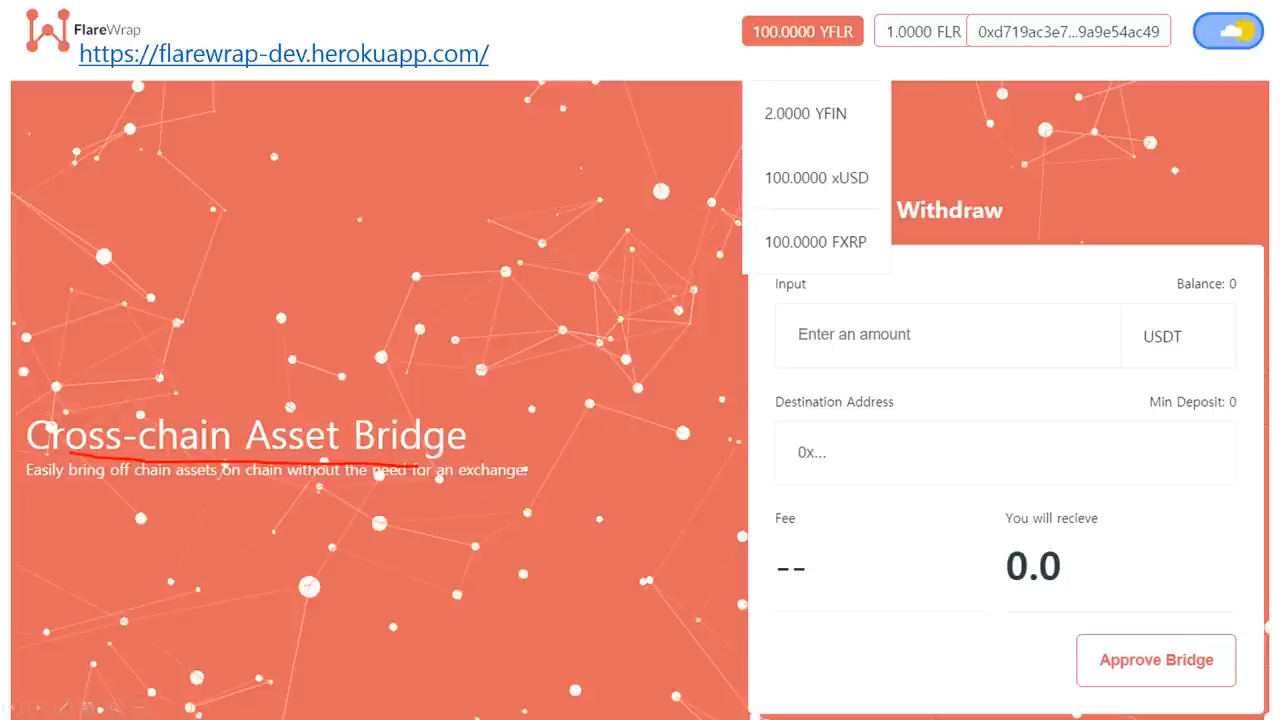 FlareWrap
https://flarewrap-dev.herokuapp.com/
100.0000 YFLR
1.0000 FLR
0xd719ac3e7...9a9e54ac49
2.0000 YFIN
100.0000 xUSD
100.0000 FXRP
Withdraw
Input
Balance: 0
Enter an amount
USDT
Destination Address
Min Deposit: 0
0x...
Fee
You will recieve
--
0.0
Approve Bridge
Cross-chain Asset Bridge
Easily bring off chain assets on chain without the need for an exchange.